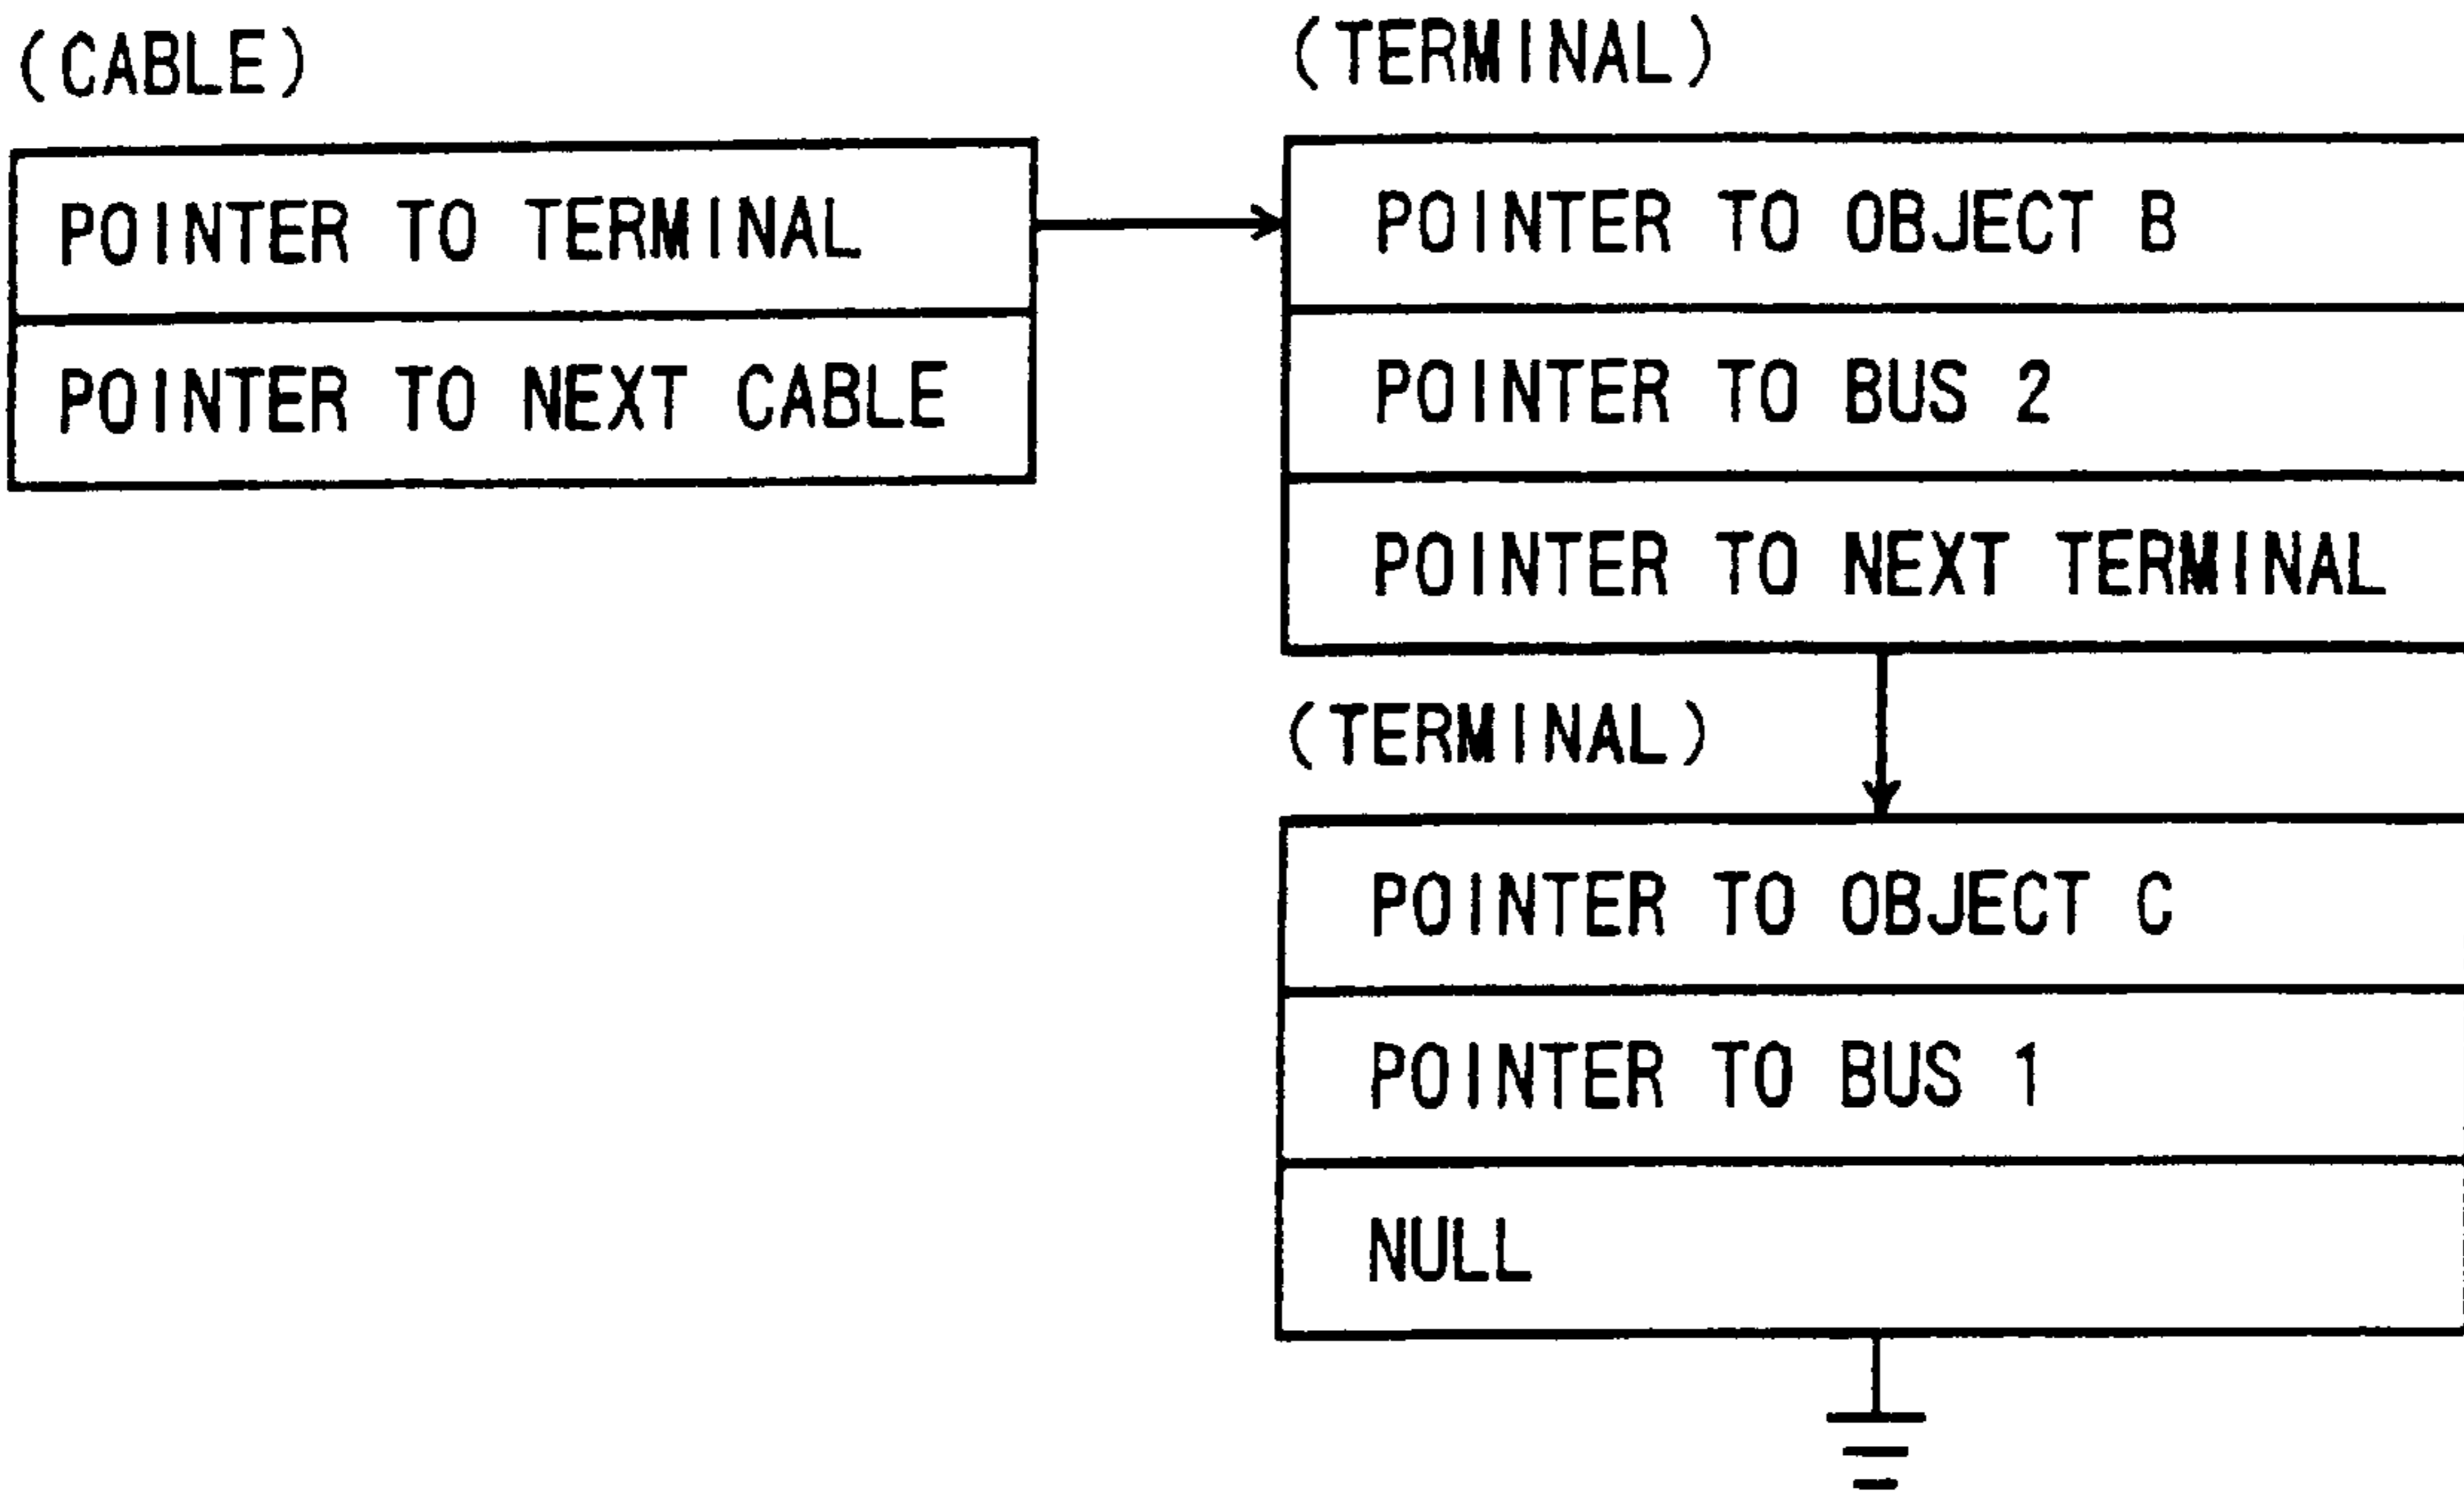 (CABLE)
POINTER TO TERMINAL
POINTER TO NEXT CABLE
(TERMINAL)
POINTER TO OBJECT B
POINTER TO BUS 2
POINTER TO NEXT TERMINAL
(TERMINAL)
POINTER TO OBJECT C
POINTER TO BUS 1
NULL